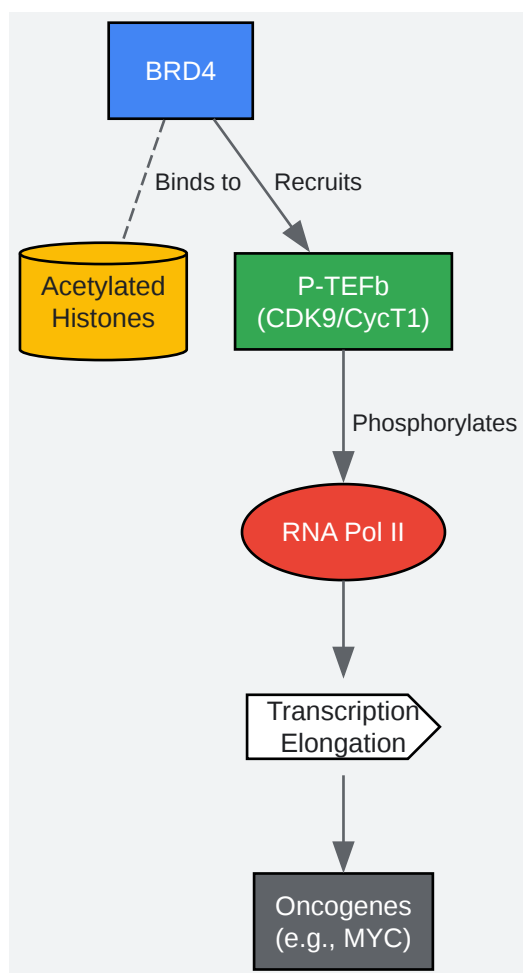 BRD4
Binds to
Recruits
Acetylated
Histones
P-TEFb
(CDK9/CycT1)
Phosphorylates
RNA Pol II
Transcription
Elongation
Oncogenes
(e.g., MYC)